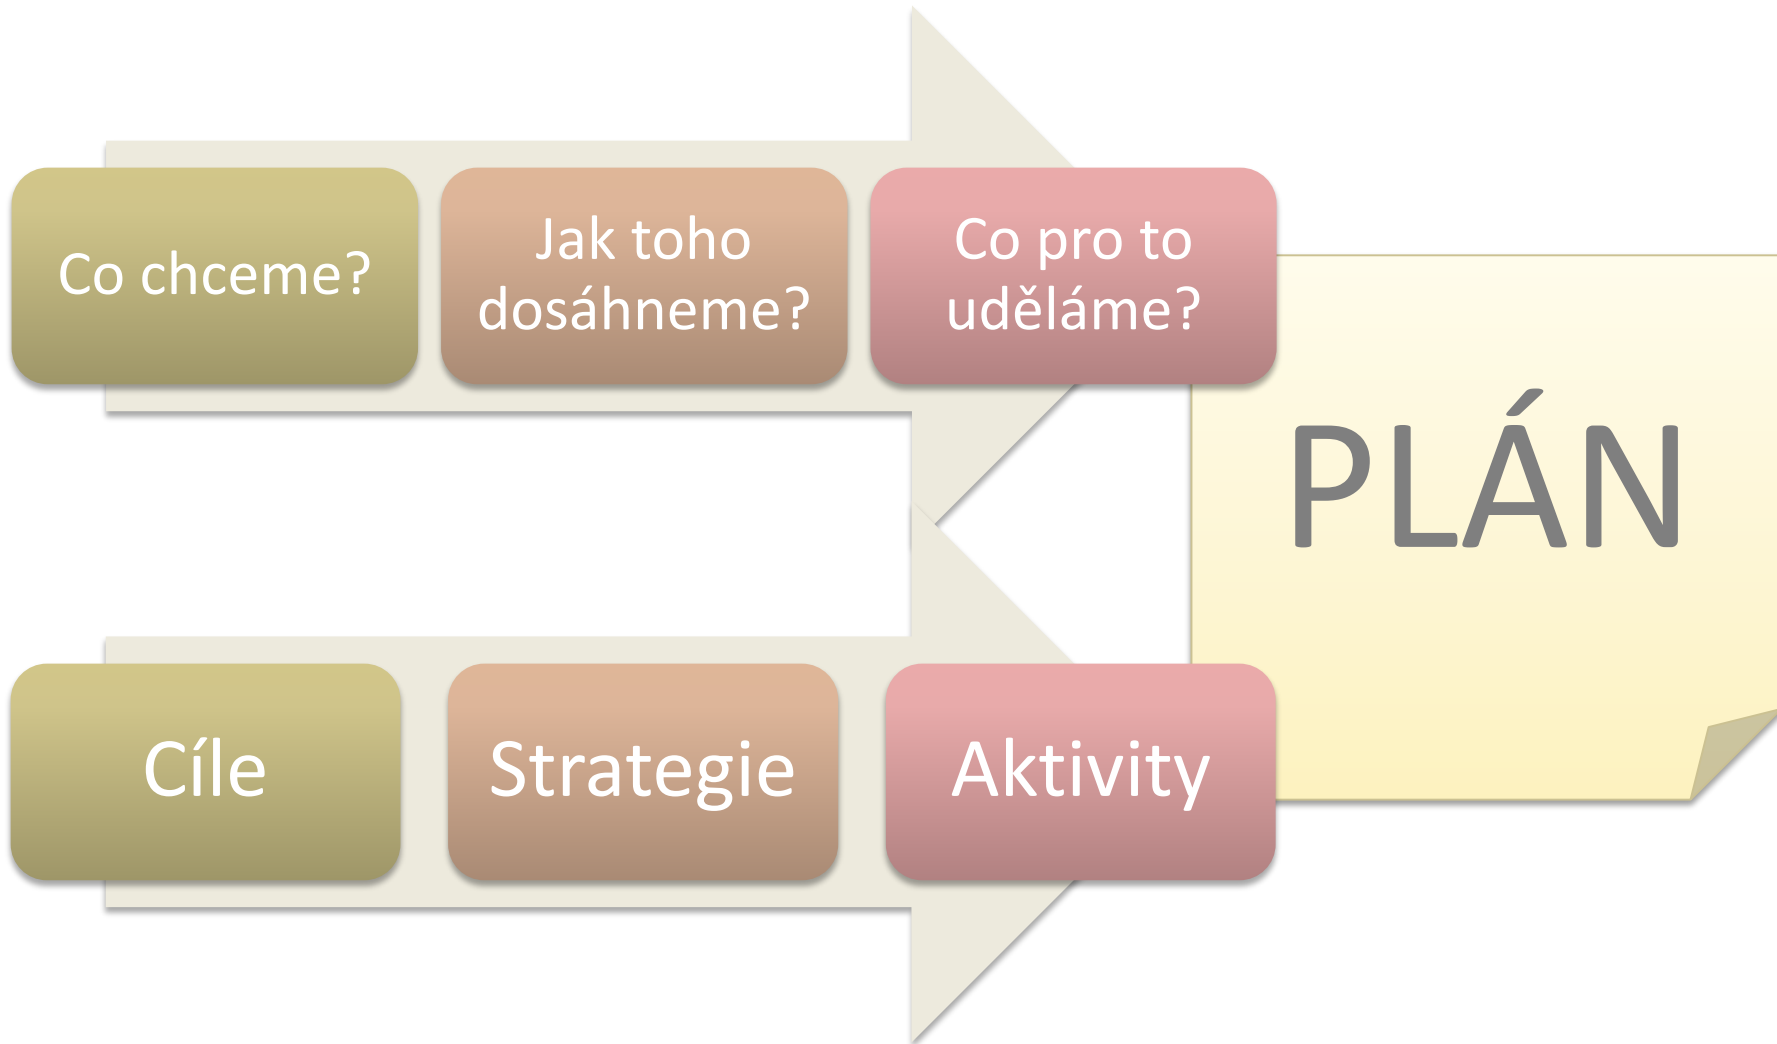 Co chceme?
Jak toho
dosáhneme?
Co pro to
uděláme?
PLÁN
Cíle
Strategie
Aktivity